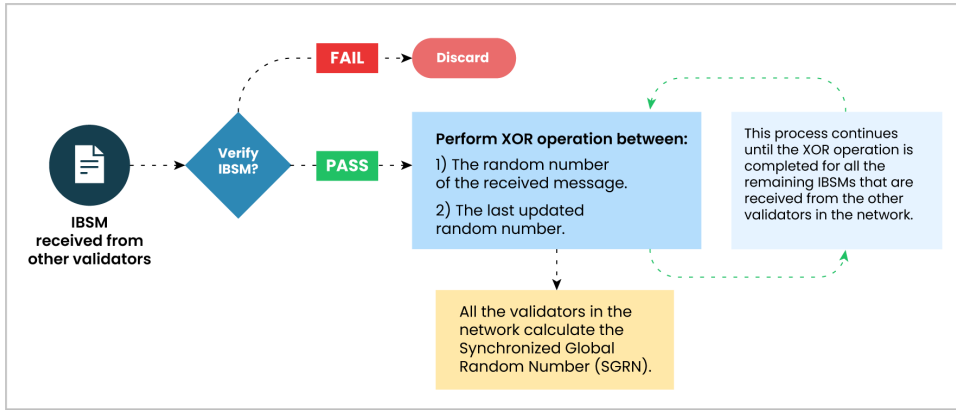 FAIL
Discard
IBSM
received from
other validators
Verify
IBSM?
PASS
Perform XOR operation between:
1) The random number
of the received message.
2) The last updated
random number.
This process continues
until the XOR operation is
completed for all the
remaining IBSMs that are
received from the other
validators in the network.
All the validators in the
network calculate the
Synchronized Global
Random Number (SGRN).